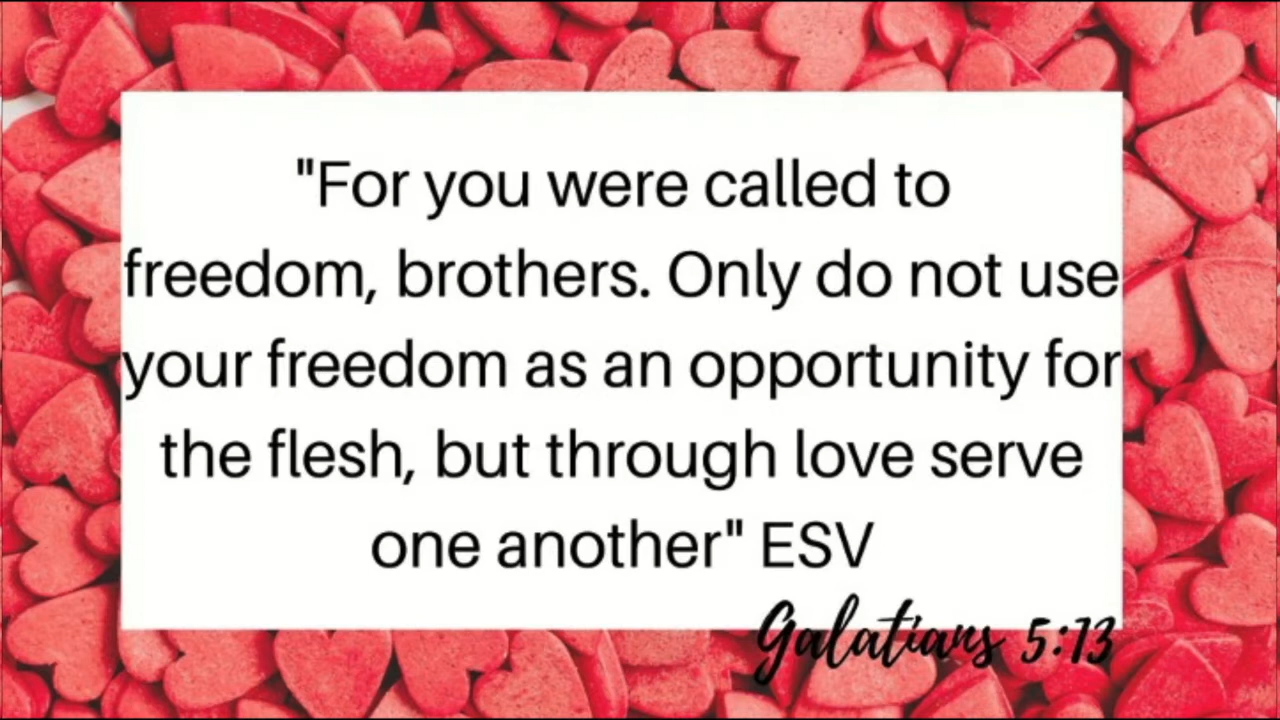 "For you were called to
freedom, brothers. Only do not use
your freedom as an opportunity for
the flesh, but through love serve
one another" ESV
Galatians 5:13